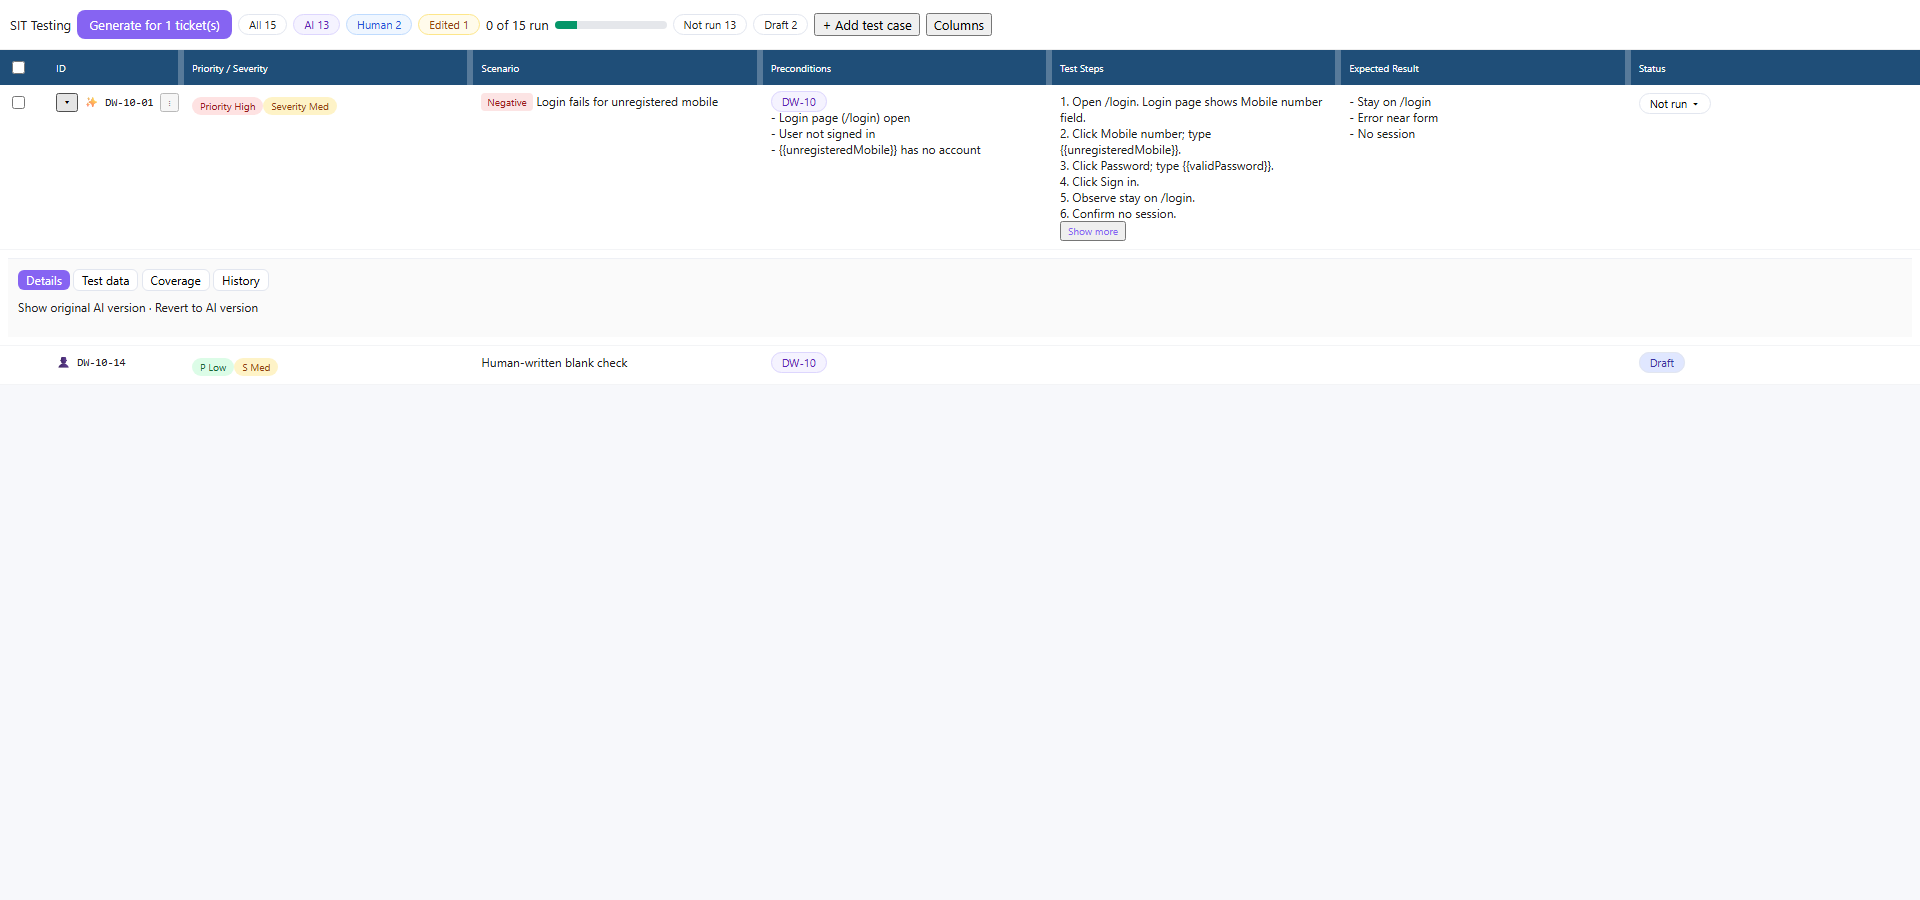 SIT Testing Generate for 1 ticket(s) All 15 AI 13 Human 2 Edited 1 0 of 15 run Not run 13 Draft 2 + Add test case Columns
ID Priority / Severity Scenario Preconditions Test Steps Expected Result Status
DW-10-01 Priority High Severity Med Negative Login fails for unregistered mobile
DW-10
- Login page (/login) open
- User not signed in
- {{unregisteredMobile}} has no account
1. Open /login. Login page shows Mobile number
field.
2. Click Mobile number; type
{{unregisteredMobile}}.
3. Click Password; type {{validPassword}}.
4. Click Sign in.
5. Observe stay on /login.
6. Confirm no session.
Show more
- Stay on /login
- Error near form
- No session
Not run
Details Test data Coverage History
Show original AI version · Revert to AI version
DW-10-14 P Low S Med Human-written blank check DW-10 Draft